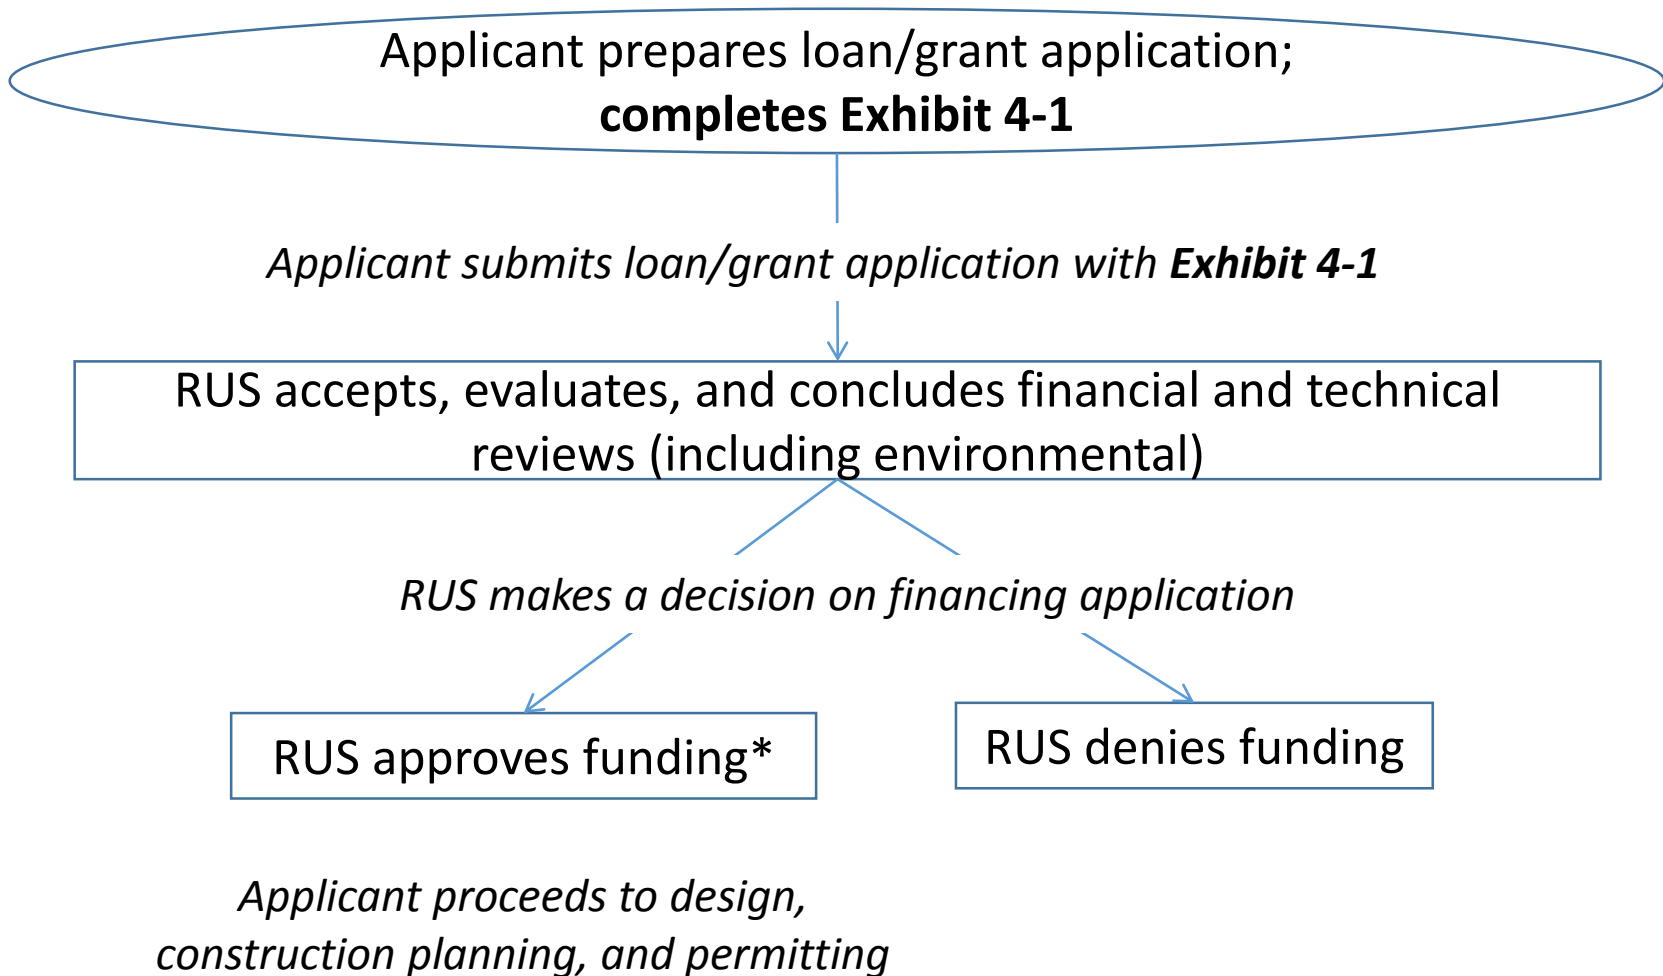 Applicant prepares loan/grant application;
completes Exhibit 4-1
Applicant submits loan/grant application with Exhibit 4-1
RUS accepts, evaluates, and concludes financial and technical
reviews (including environmental)
RUS makes a decision on financing application
RUS approves funding*
RUS denies funding
Applicant proceeds to design,
construction planning, and permitting